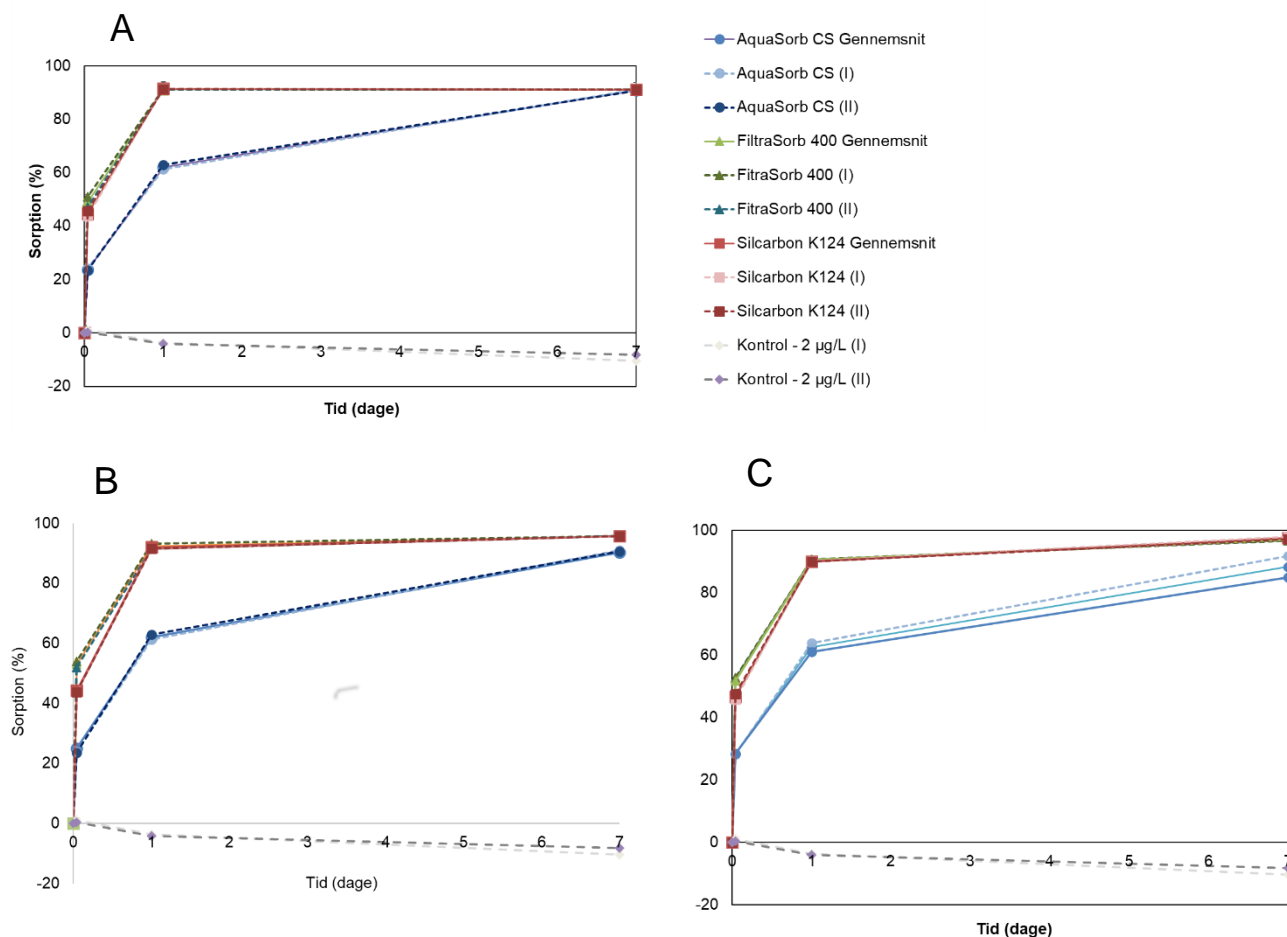 A
100
80
60
40
20
0
-20
Sorption (%)
0 1 2 3 4 5 6 7
Tid (dage)
AquaSorb CS Gennemsnit
AquaSorb CS (I)
AquaSorb CS (II)
FiltraSorb 400 Gennemsnit
FitraSorb 400 (I)
FitraSorb 400 (II)
Silcarbon K124 Gennemsnit
Silcarbon K124 (I)
Silcarbon K124 (II)
Kontrol - 2 µg/L (I)
Kontrol - 2 µg/L (II)
B
100
80
60
40
20
0
-20
Sorption (%)
0 1 2 3 4 5 6 7
Tid (dage)
C
100
80
60
40
20
0
-20
0 1 2 3 4 5 6 7
Tid (dage)